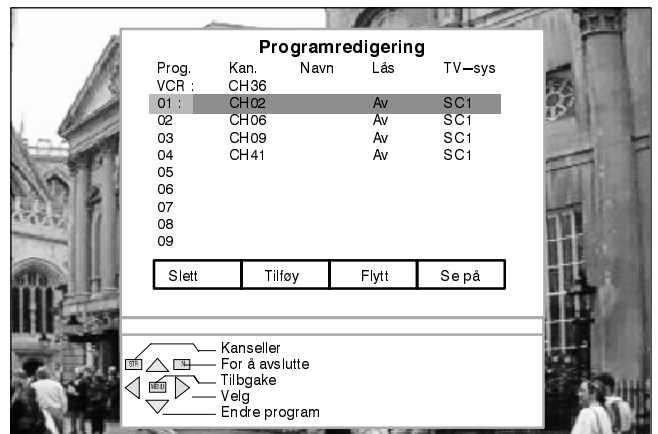 Programredigering
Prog. Kan. Navn Lås TV—sys
VCR : CH36
01 : CH02 Av SC1
02 CH06 Av SC1
03 CH09 Av SC1
04 CH41 Av SC1
05
06
07
08
09
Slett Tilføy Flytt Se på
Kanseller
STR N For å avslutte
Tilbgake
MENU Velg
Endre program